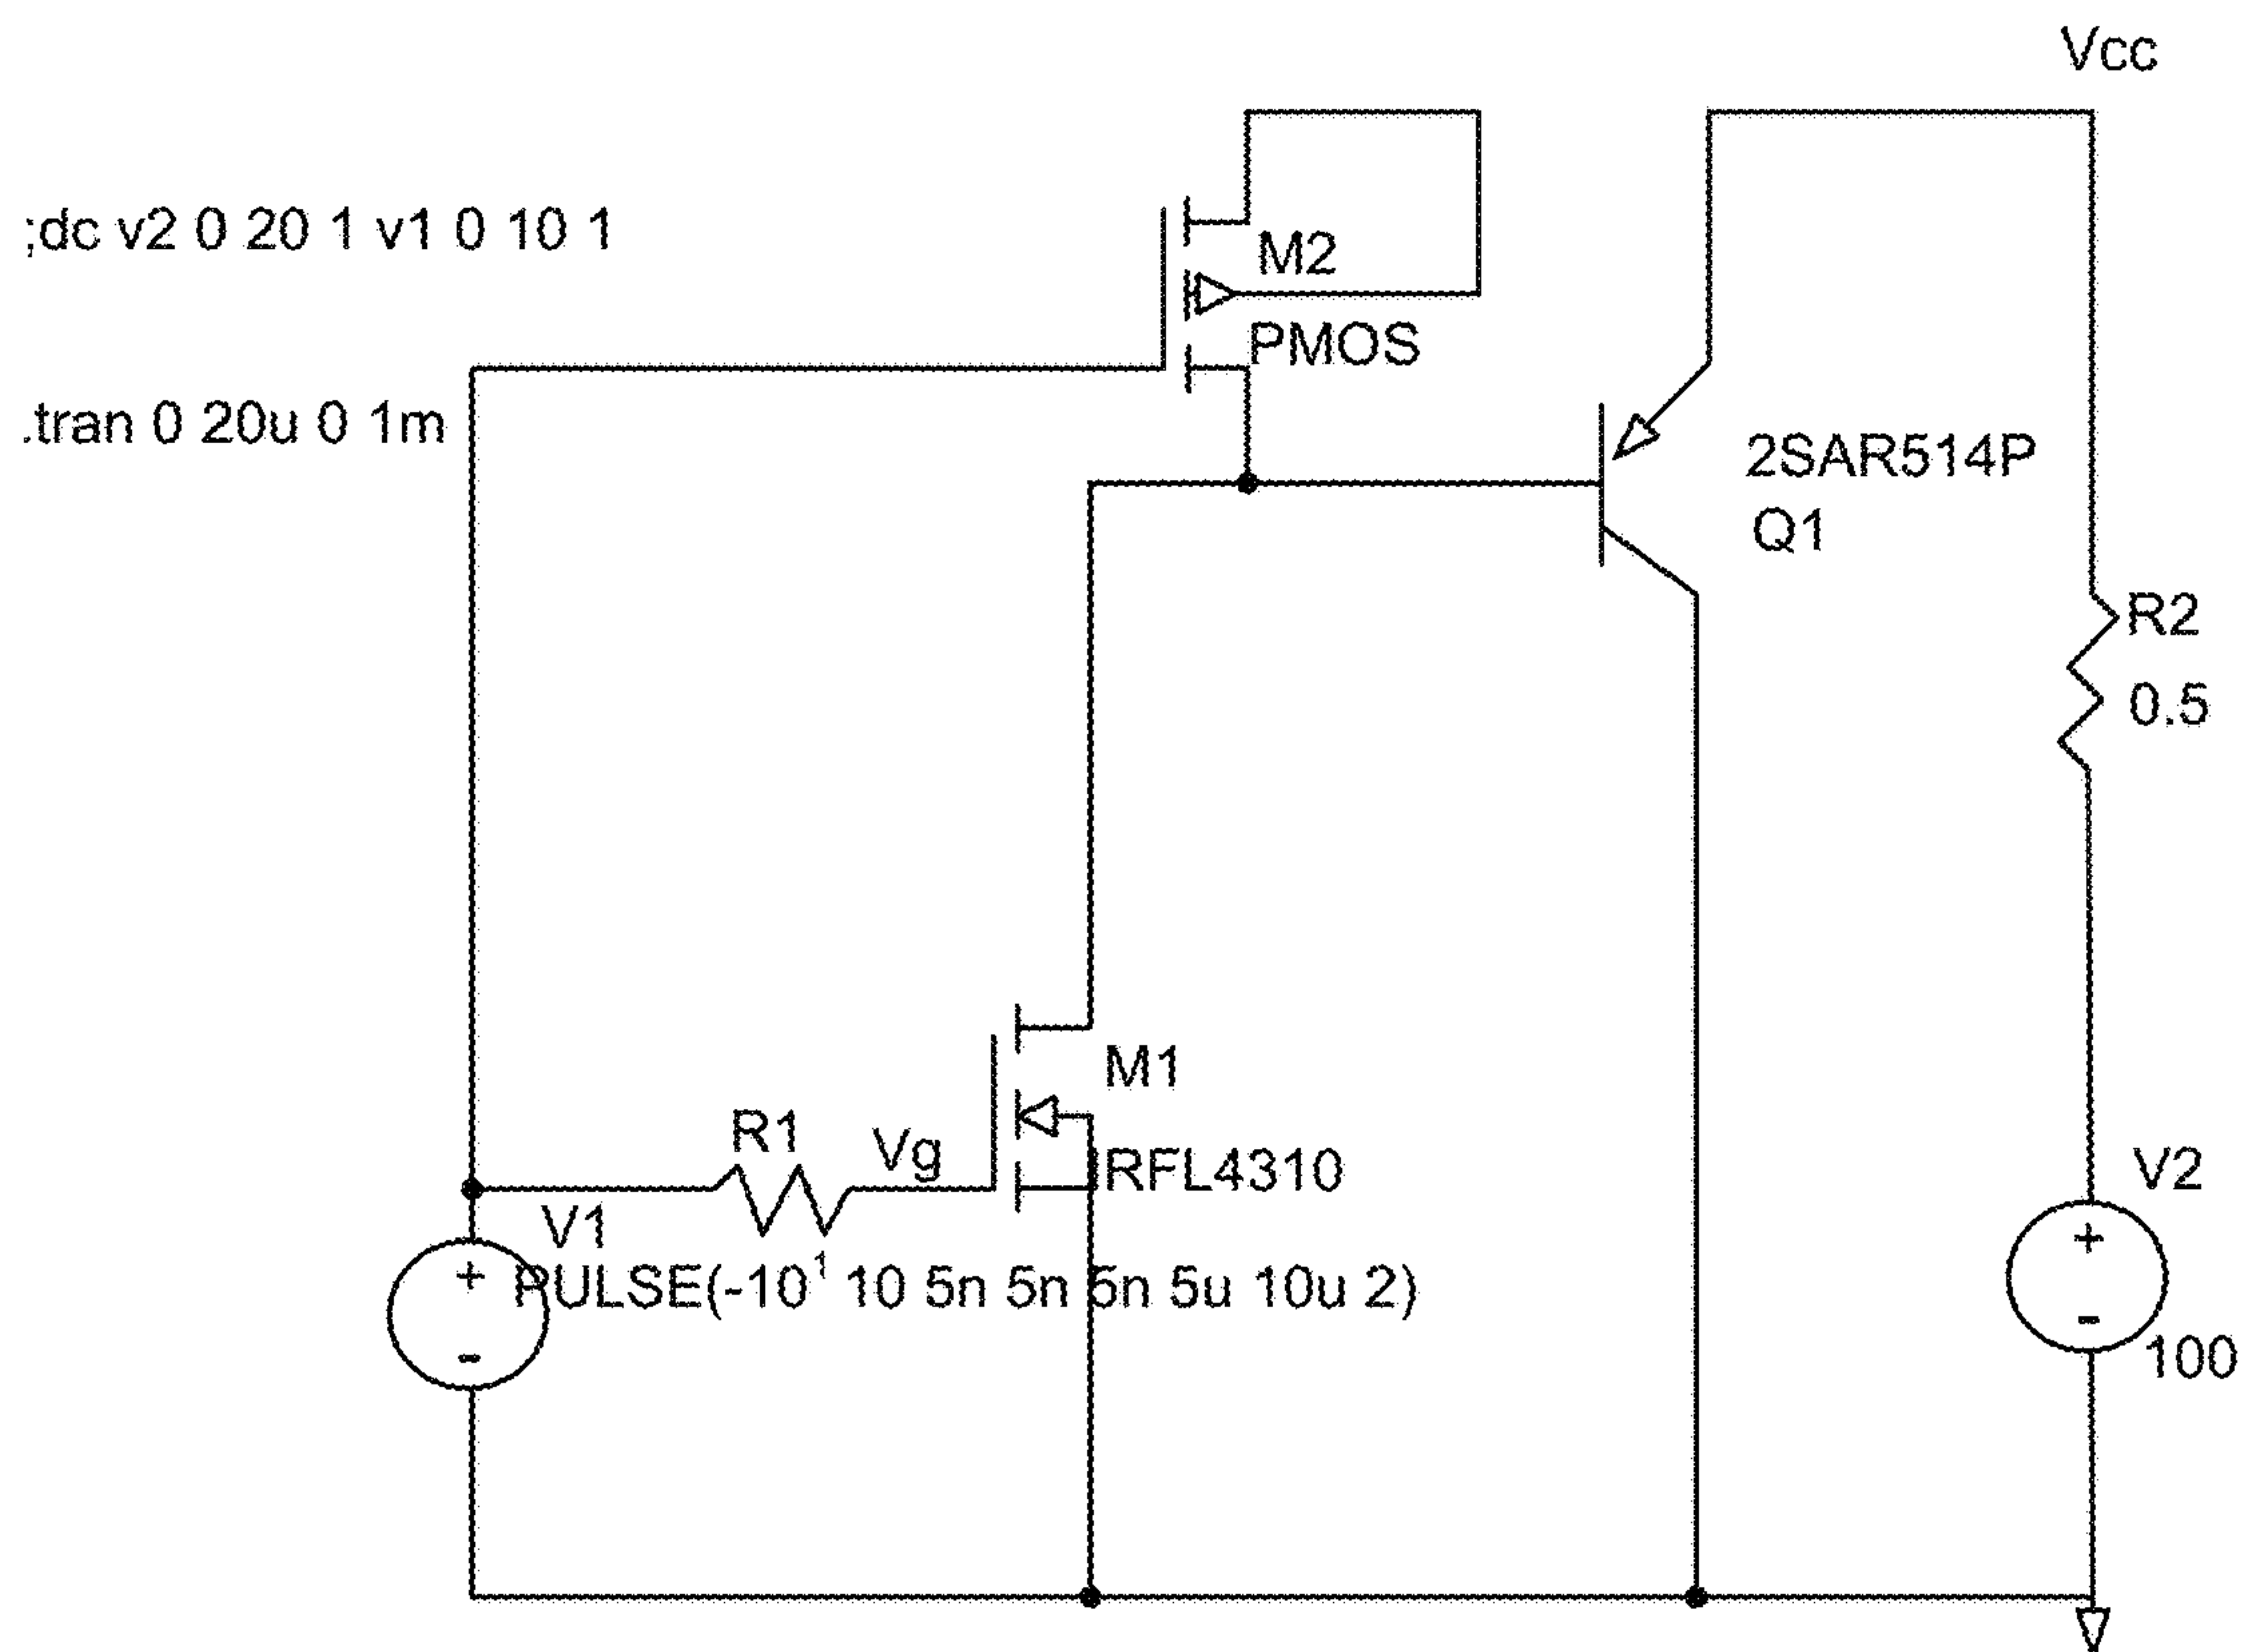 Vcc
;dc v2 0 20 1 v1 0 10 1
M2
PMOS
.tran 0 20u 0 1m
2SAR514P
Q1
R2
0.5
M1
R1
Vg
IRFL4310
V1
1
PULSE(-10 10 5n 5n 5n 5u 10u 2)
+
-
V2
+
-
100